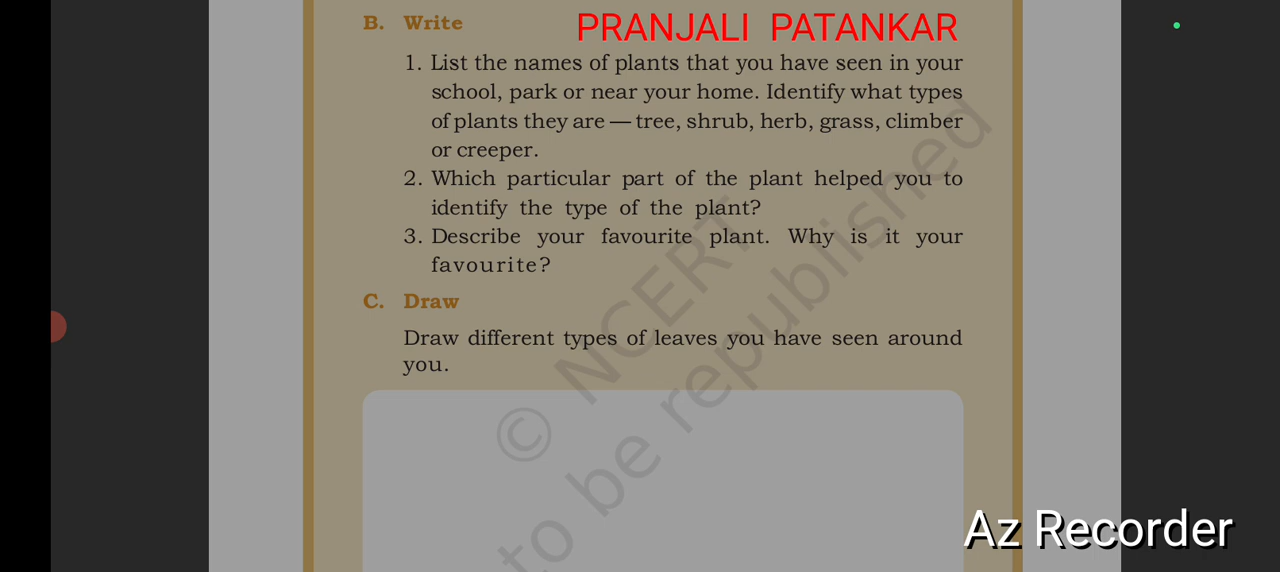 B. Write
PRANJALI PATANKAR
1. List the names of plants that you have seen in your
school, park or near your home. Identify what types
of plants they are — tree, shrub, herb, grass, climber
or creeper.
2. Which particular part of the plant helped you to
identify the type of the plant?
3. Describe your favourite plant. Why is it your
favourite?
C. Draw
Draw different types of leaves you have seen around
you.
© NCERT
to be republished
Az Recorder